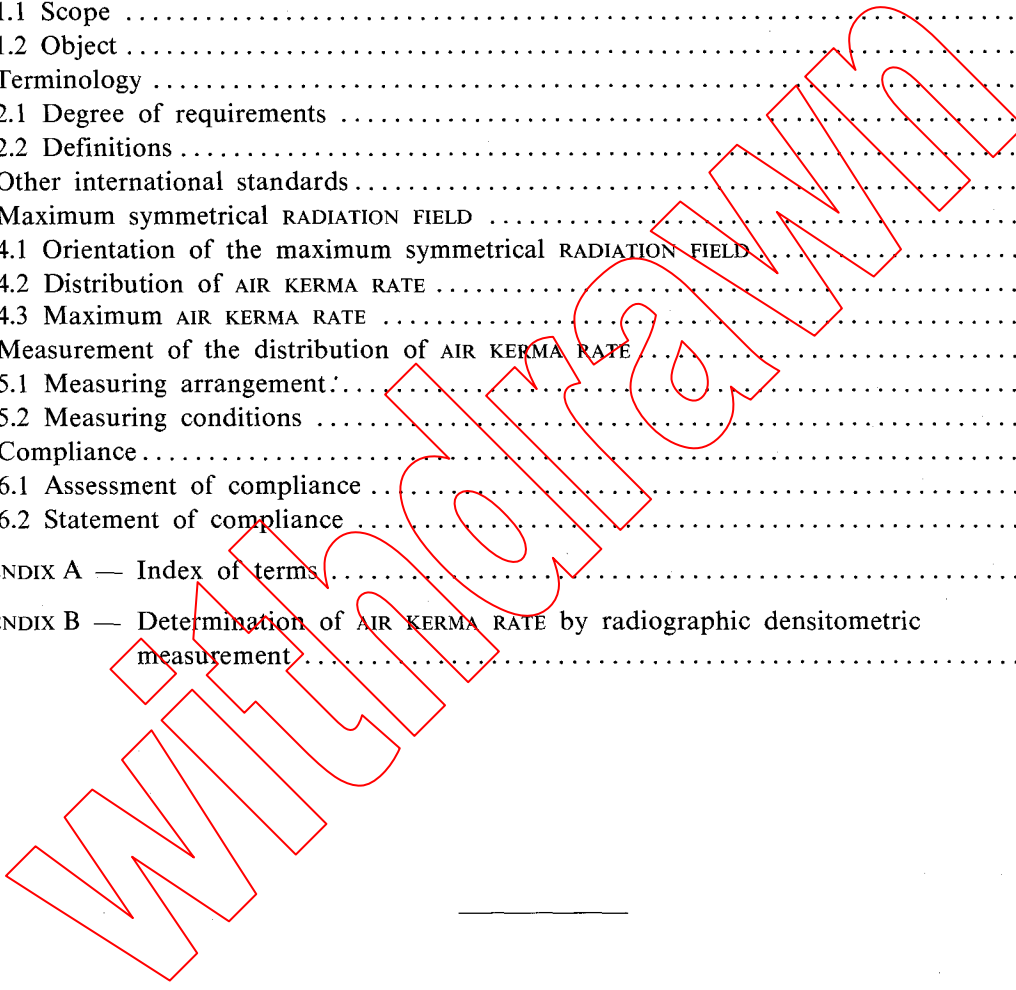 1.1 Scope
1.2 Object
Terminology
2.1 Degree of requirements
2.2 Definitions
Other international standards
Maximum symmetrical RADIATION FIELD
4.1 Orientation of the maximum symmetrical RADIATION FIELD
4.2 Distribution of AIR KERMA RATE
4.3 Maximum AIR KERMA RATE
Measurement of the distribution of AIR KERMA RATE
5.1 Measuring arrangement
5.2 Measuring conditions
Compliance
6.1 Assessment of compliance
6.2 Statement of compliance
NDIX A — Index of terms
NDIX B — Determination of AIR KERMA RATE by radiographic densitometric
measurement
withdrawn